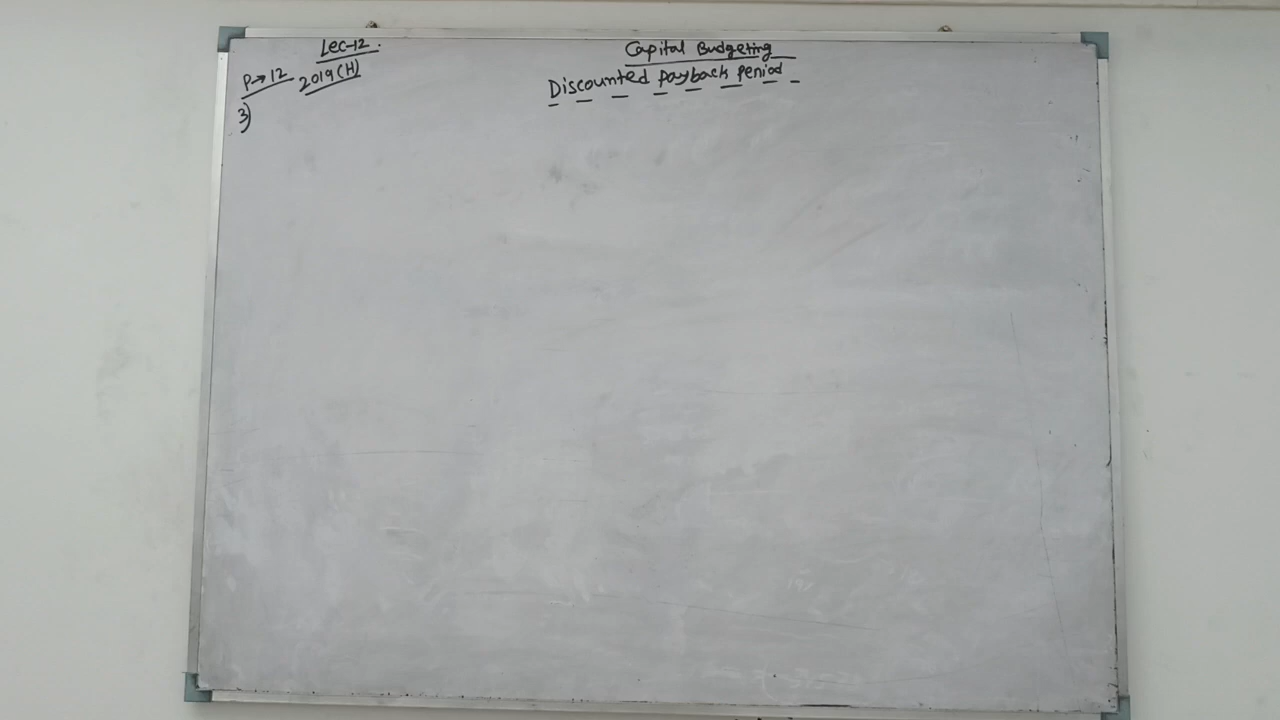 Lec-12.
Capital Budgeting
P→12 2019(H)
Discounted payback period
3)